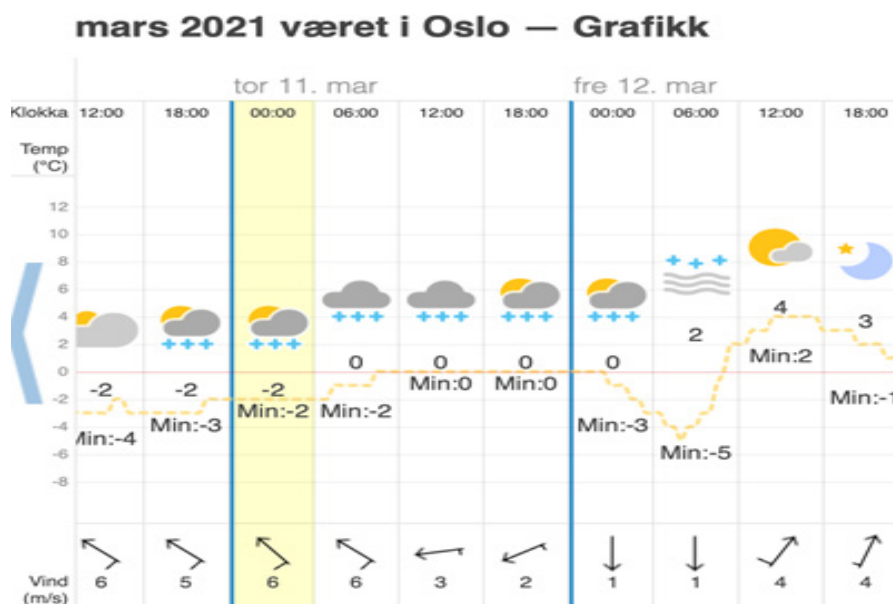 mars 2021 været i Oslo — Grafikk
tor 11. mar fre 12. mar
Klokka 12:00 18:00 00:00 06:00 12:00 18:00 00:00 06:00 12:00 18:00
Temp
(°C)
12
10
8
6
4
2
0
-2
-4
-6
-8
-2 -2 -2 0 0 0 0 2 4 3
Min:-4 Min:-3 Min:-2 Min:-2 Min:0 Min:0 Min:-3 Min:-5 Min:2 Min:-1
Vind
(m/s)
6 5 6 6 3 2 1 1 4 4